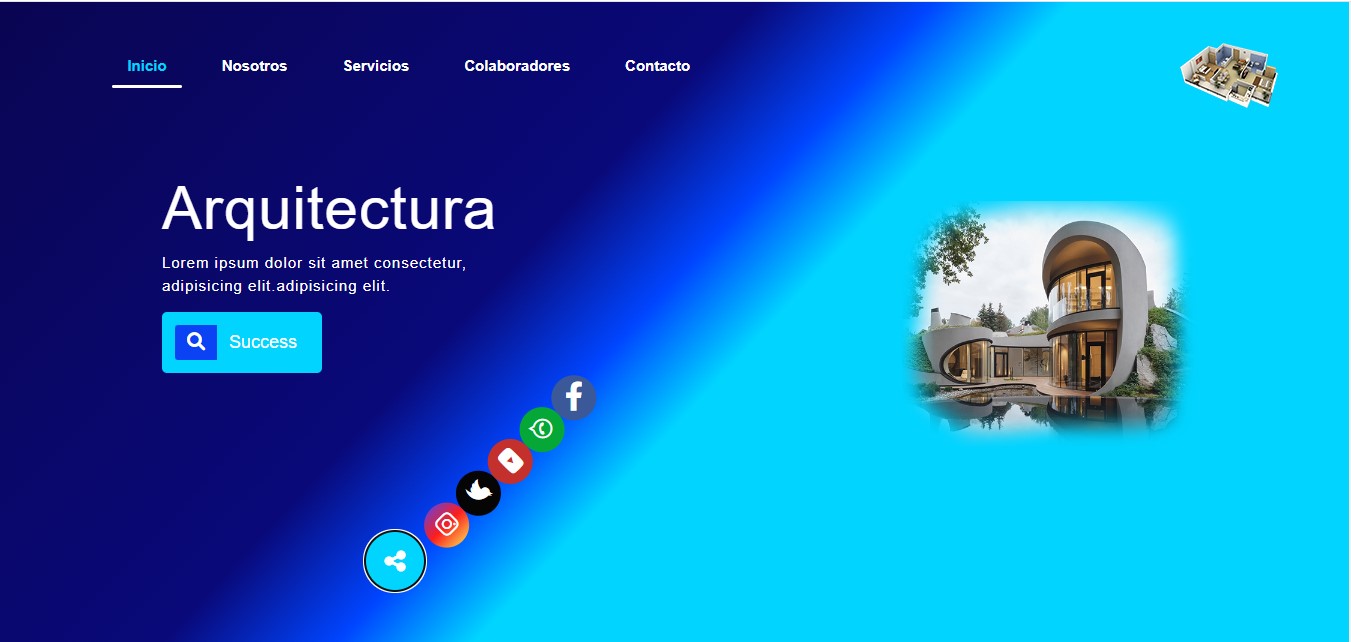 Inicio Nosotros Servicios Colaboradores Contacto
Arquitectura
Lorem ipsum dolor sit amet consectetur,
adipisicing elit.adipisicing elit.
Success